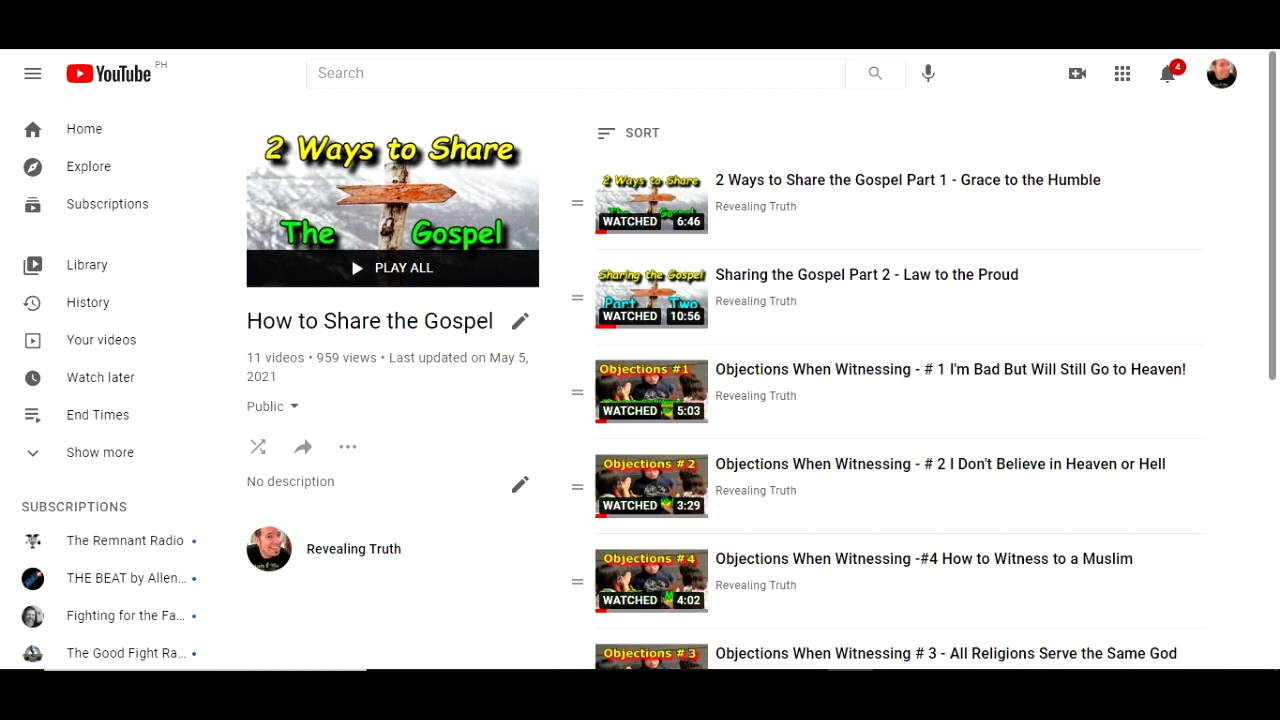 YouTube PH
Search
4
Home
Explore
Subscriptions
Library
History
Your videos
Watch later
End Times
Show more
SUBSCRIPTIONS
The Remnant Radio
THE BEAT by Allen...
Fighting for the Fa...
The Good Fight Ra...
2 Ways to Share
The Gospel
PLAY ALL
How to Share the Gospel
11 videos • 959 views • Last updated on May 5,
2021
Public
No description
Revealing Truth
SORT
2 Ways to Share
The Gospel
WATCHED 6:46
2 Ways to Share the Gospel Part 1 - Grace to the Humble
Revealing Truth
Sharing the Gospel
Part Two
WATCHED 10:56
Sharing the Gospel Part 2 - Law to the Proud
Revealing Truth
Objections #1
WATCHED 5:03
Objections When Witnessing - # 1 I'm Bad But Will Still Go to Heaven!
Revealing Truth
Objections # 2
WATCHED 3:29
Objections When Witnessing - # 2 I Don't Believe in Heaven or Hell
Revealing Truth
Objections # 4
WATCHED 4:02
Objections When Witnessing -#4 How to Witness to a Muslim
Revealing Truth
Objections # 3
Objections When Witnessing # 3 - All Religions Serve the Same God